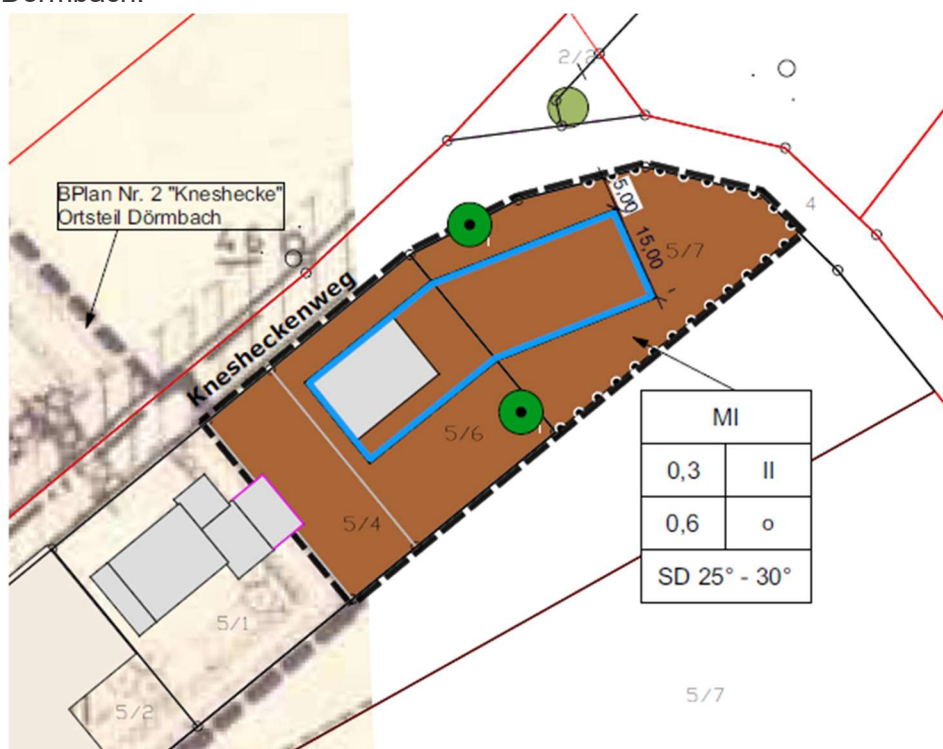 Dörmbach.
2/2
BPlan Nr. 2 "Kneshecke"
Ortsteil Dörmbach
4
5,00
15,00
5/7
Knesheckenweg
MI
5/6
0,3 II
5/4
0,6 o
SD 25° - 30°
5/1
5/7
5/2